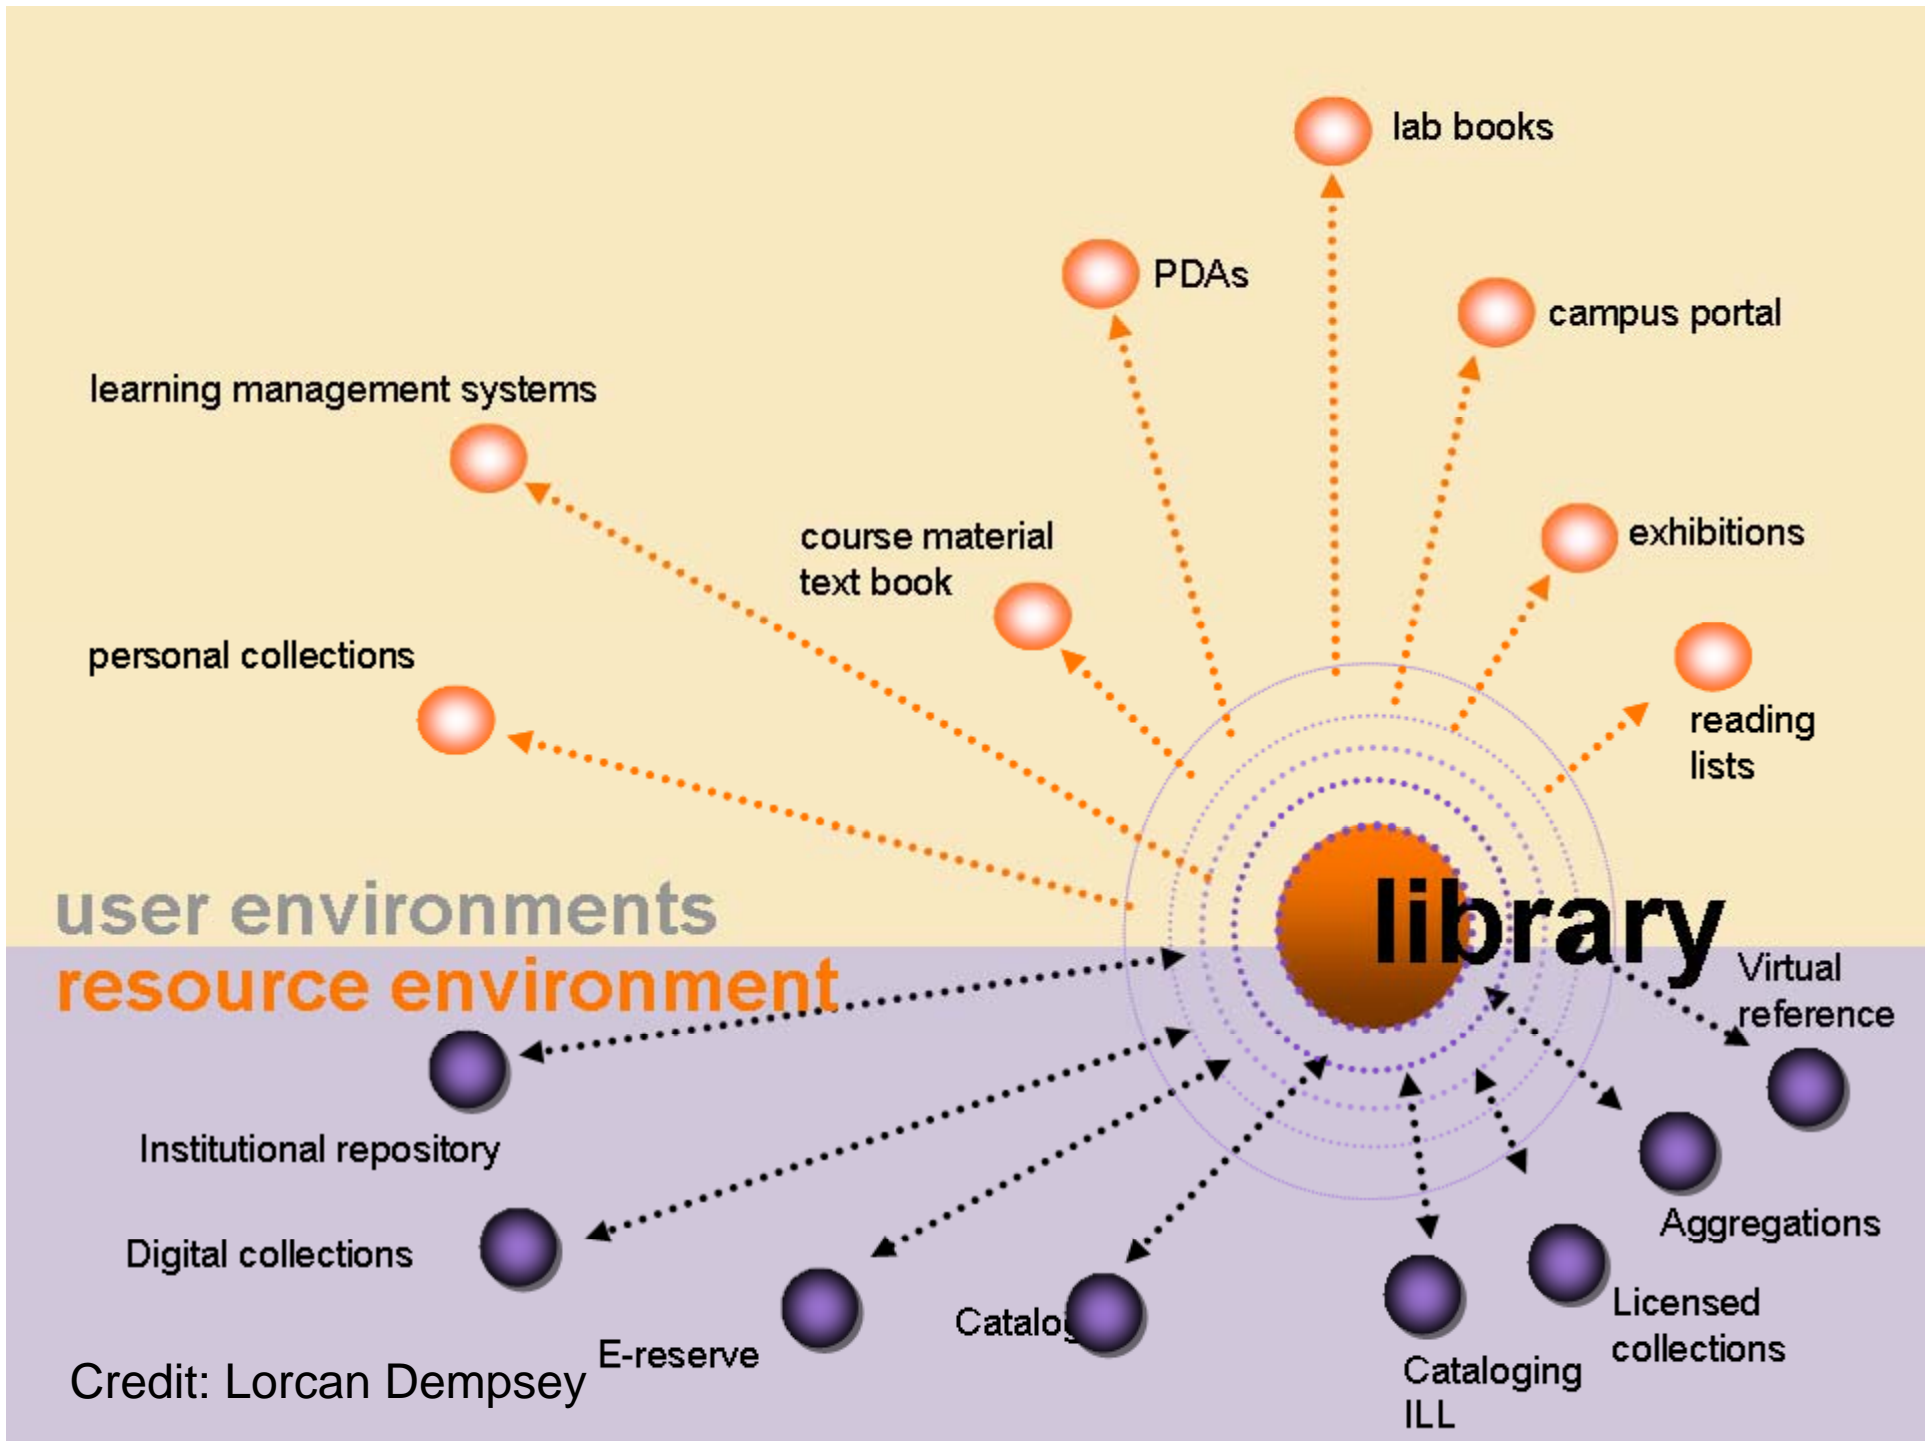 lab books
PDAs
campus portal
learning management systems
course material
text book
exhibitions
personal collections
reading
lists
user environments
library
resource environment
Virtual
reference
Institutional repository
Digital collections
Aggregations
E-reserve
Catalog
Licensed
collections
Cataloging
ILL
Credit: Lorcan Dempsey